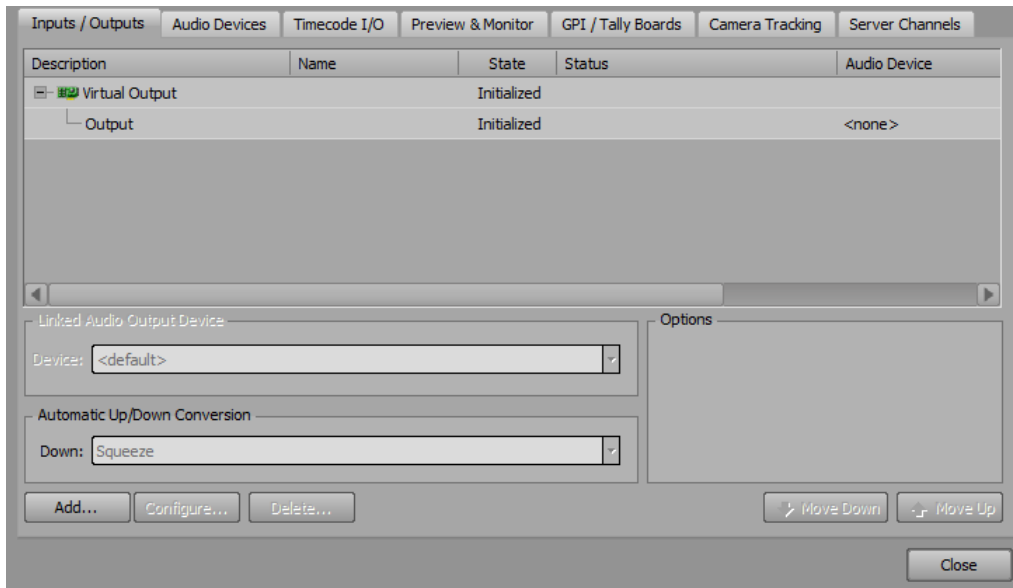 Inputs / Outputs Audio Devices Timecode I/O Preview & Monitor GPI / Tally Boards Camera Tracking Server Channels
Description Name State Status Audio Device
Virtual Output Initialized
Output Initialized <none>
Linked Audio Output Device
Options
Device: <default>
Automatic Up/Down Conversion
Down: Squeeze
Add... Configure... Delete... Move Down Move Up
Close